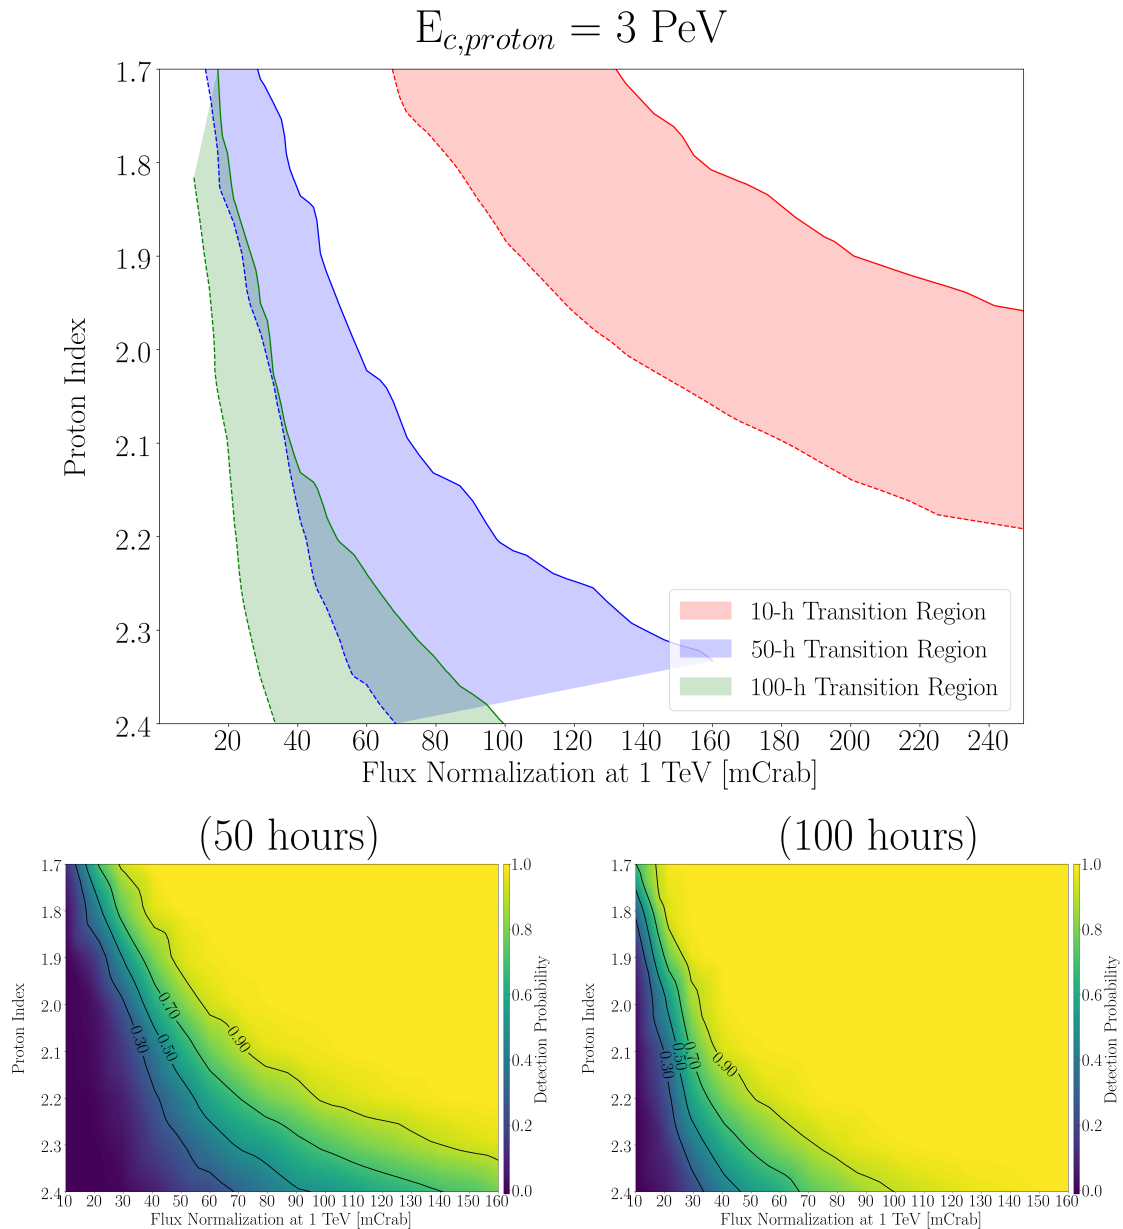 E_{c,proton} = 3 PeV
1.7
1.8
1.9
2.0
2.1
2.2
2.3
2.4
Proton Index
10-h Transition Region
50-h Transition Region
100-h Transition Region
20 40 60 80 100 120 140 160 180 200 220 240
Flux Normalization at 1 TeV [mCrab]
(50 hours)
1.7
1.8
1.9
2.0
2.1
2.2
2.3
2.4
Proton Index
0.30
0.50
0.70
0.90
10 20 30 40 50 60 70 80 90 100 110 120 130 140 150 160
Flux Normalization at 1 TeV [mCrab]
1.0
0.8
0.6
0.4
0.2
0.0
Detection Probability
(100 hours)
1.7
1.8
1.9
2.0
2.1
2.2
2.3
2.4
Proton Index
0.30
0.50
0.70
0.90
10 20 30 40 50 60 70 80 90 100 110 120 130 140 150 160
Flux Normalization at 1 TeV [mCrab]
1.0
0.8
0.6
0.4
0.2
0.0
Detection Probability